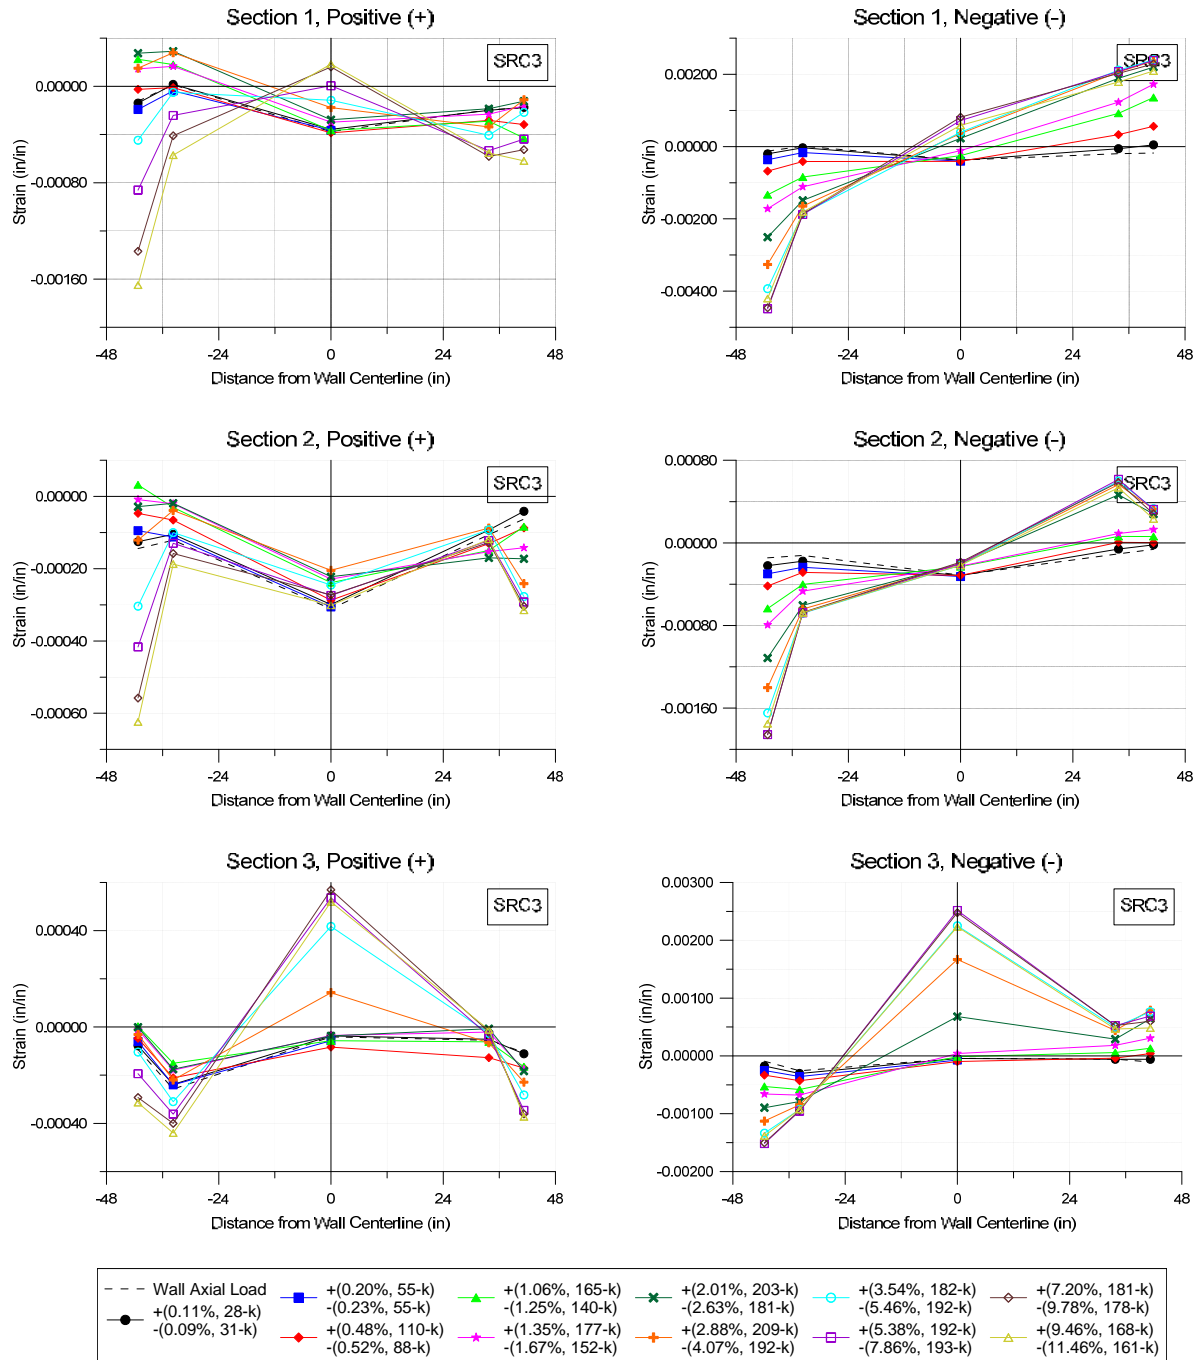 Section 1, Positive (+)
SRC3
0.00000
-0.00080
-0.00160
Strain (in/in)
-48 -24 0 24 48
Distance from Wall Centerline (in)
Section 1, Negative (-)
SRC3
0.00200
0.00000
-0.00200
-0.00400
Strain (in/in)
-48 -24 0 24 48
Distance from Wall Centerline (in)
Section 2, Positive (+)
SRC3
0.00000
-0.00020
-0.00040
-0.00060
Strain (in/in)
-48 -24 0 24 48
Distance from Wall Centerline (in)
Section 2, Negative (-)
SRC3
0.00080
0.00000
-0.00080
-0.00160
Strain (in/in)
-48 -24 0 24 48
Distance from Wall Centerline (in)
Section 3, Positive (+)
SRC3
0.00040
0.00000
-0.00040
Strain (in/in)
-48 -24 0 24 48
Distance from Wall Centerline (in)
Section 3, Negative (-)
SRC3
0.00300
0.00200
0.00100
0.00000
-0.00100
-0.00200
Strain (in/in)
-48 -24 0 24 48
Distance from Wall Centerline (in)
Wall Axial Load
+(0.11%, 28-k)
-(0.09%, 31-k)
+(0.20%, 55-k)
-(0.23%, 55-k)
+(0.48%, 110-k)
-(0.52%, 88-k)
+(1.06%, 165-k)
-(1.25%, 140-k)
+(1.35%, 177-k)
-(1.67%, 152-k)
+(2.01%, 203-k)
-(2.63%, 181-k)
+(2.88%, 209-k)
-(4.07%, 192-k)
+(3.54%, 182-k)
-(5.46%, 192-k)
+(5.38%, 192-k)
-(7.86%, 193-k)
+(7.20%, 181-k)
-(9.78%, 178-k)
+(9.46%, 168-k)
-(11.46%, 161-k)